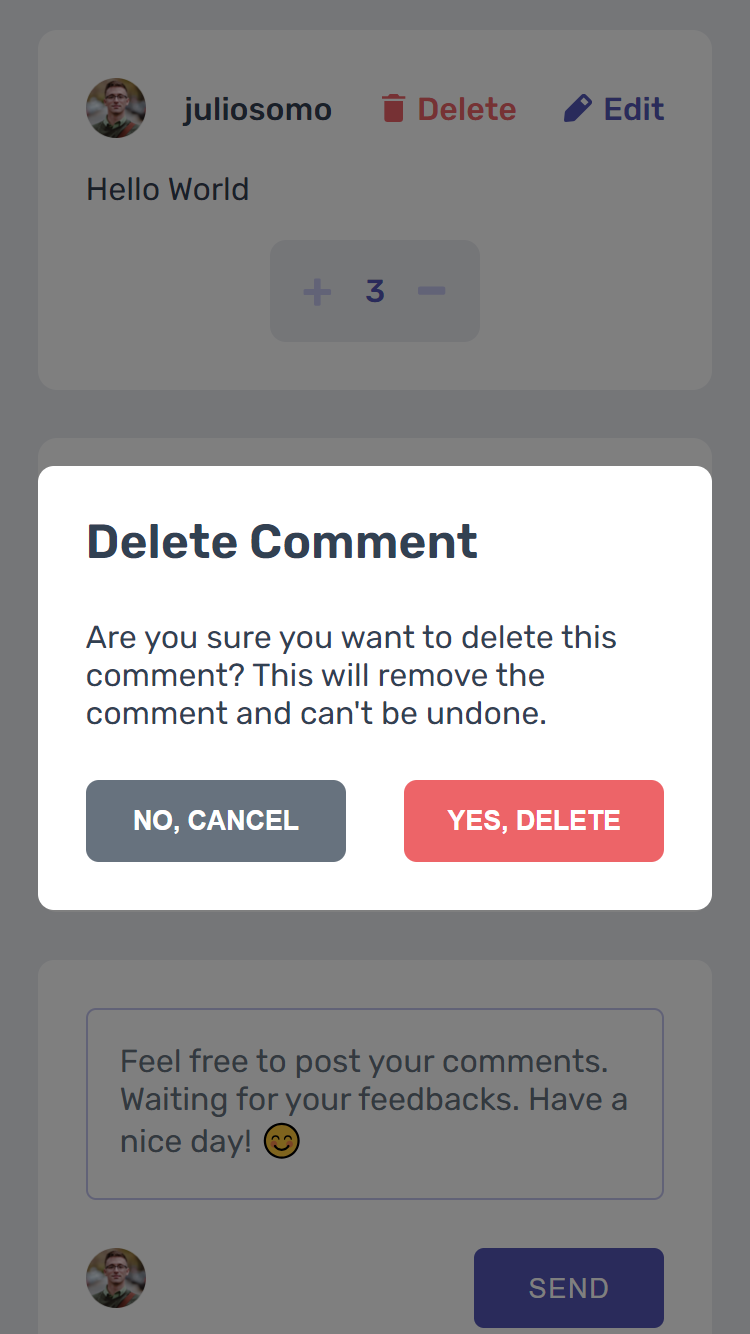 juliosomo Delete Edit
Hello World
3
Delete Comment
Are you sure you want to delete this
comment? This will remove the
comment and can't be undone.
NO, CANCEL YES, DELETE
Feel free to post your comments.
Waiting for your feedbacks. Have a
nice day! 😊
SEND